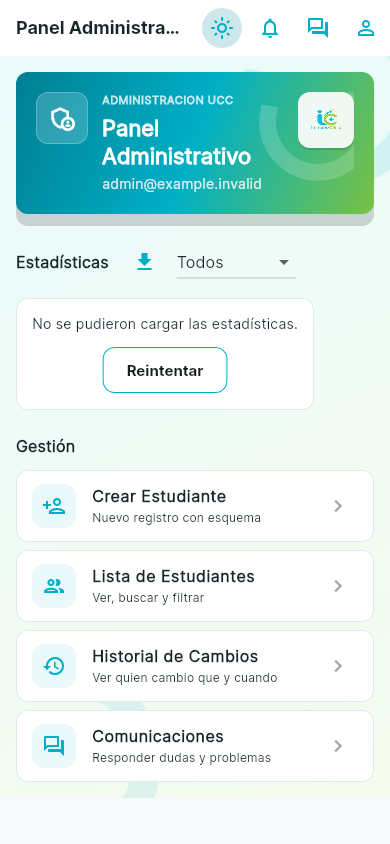 Panel Administra...
ADMINISTRACION UCC
Panel
Administrativo
admin@example.invalid
Estadísticas
Todos
No se pudieron cargar las estadísticas.
Reintentar
Gestión
Crear Estudiante
Nuevo registro con esquema
Lista de Estudiantes
Ver, buscar y filtrar
Historial de Cambios
Ver quien cambio que y cuando
Comunicaciones
Responder dudas y problemas